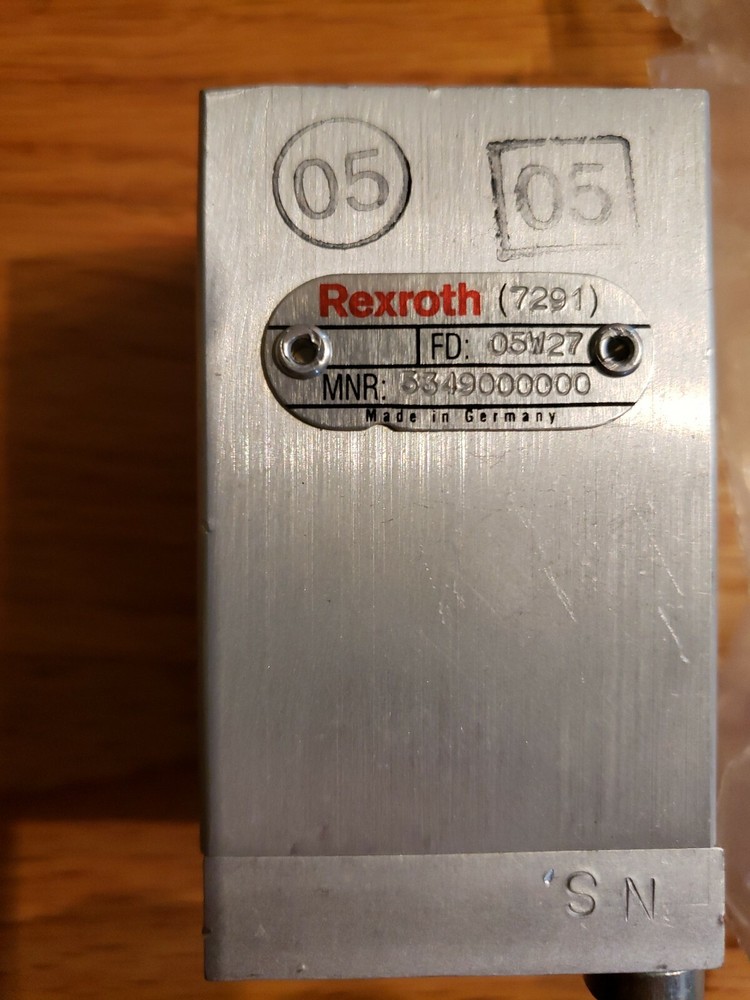 05 05
Rexroth (7291)
FD: 05W27
MNR: 3349000000
Made in Germany
S N